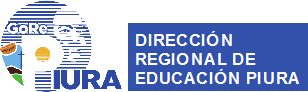 GoRe
PIURA
DIRECCIÓN
REGIONAL DE
EDUCACIÓN PIURA